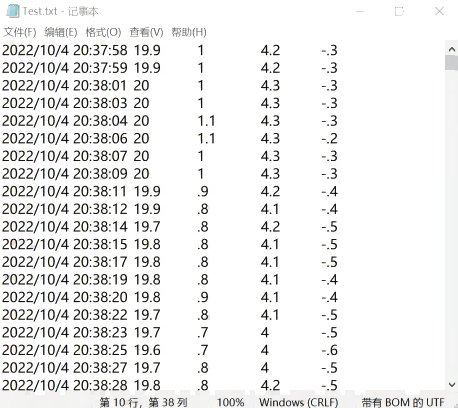 Test.txt - 记事本
文件(F) 编辑(E) 格式(O) 查看(V) 帮助(H)
2022/10/4 20:37:58 19.9 1 4.2 -.3
2022/10/4 20:37:59 19.9 1 4.2 -.3
2022/10/4 20:38:01 20 1 4.3 -.3
2022/10/4 20:38:03 20 1 4.3 -.3
2022/10/4 20:38:04 20 1.1 4.3 -.3
2022/10/4 20:38:06 20 1.1 4.3 -.2
2022/10/4 20:38:07 20 1 4.3 -.3
2022/10/4 20:38:09 20 1 4.3 -.3
2022/10/4 20:38:11 19.9 .9 4.2 -.4
2022/10/4 20:38:12 19.9 .8 4.1 -.4
2022/10/4 20:38:14 19.7 .8 4.2 -.5
2022/10/4 20:38:15 19.8 .8 4.1 -.5
2022/10/4 20:38:17 19.8 .8 4.1 -.5
2022/10/4 20:38:19 19.8 .8 4.1 -.4
2022/10/4 20:38:20 19.8 .9 4.1 -.4
2022/10/4 20:38:22 19.7 .8 4.1 -.5
2022/10/4 20:38:23 19.7 .7 4 -.5
2022/10/4 20:38:25 19.6 .7 4 -.6
2022/10/4 20:38:27 19.7 .8 4 -.5
2022/10/4 20:38:28 19.8 .8 4.2 -.5
第 10 行，第 38 列 100% Windows (CRLF) 带有 BOM 的 UTF